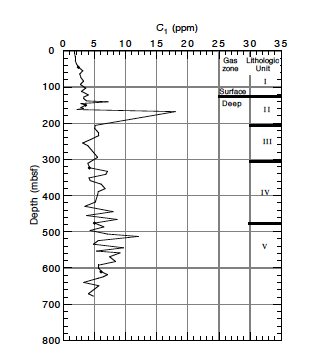 C1 (ppm)
0 5 10 15 20 25 30 35
Gas Lithologic
zone Unit
0
I
100
Surface
Deep
II
200
III
300
IV
400
500
V
600
700
800
Depth (mbsf)